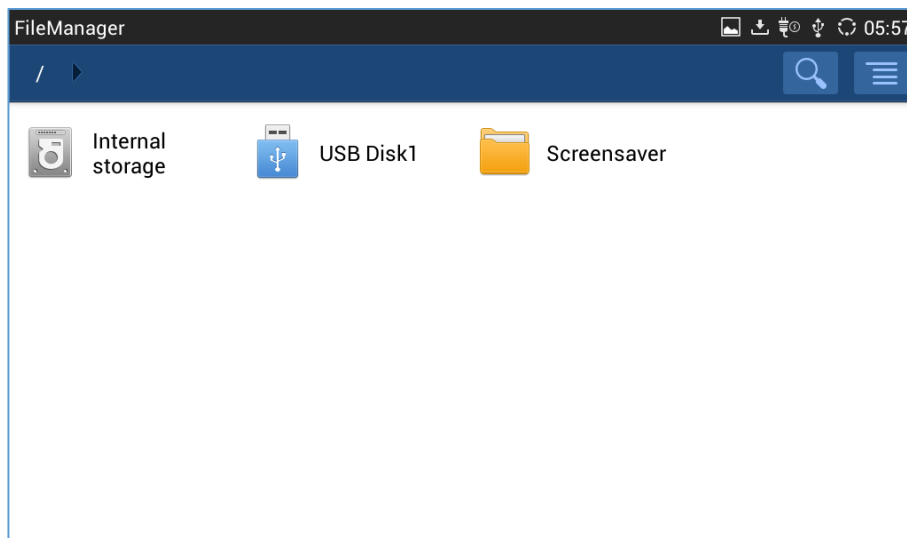 FileManager 05:57
/
Internal
storage
USB Disk1
Screensaver